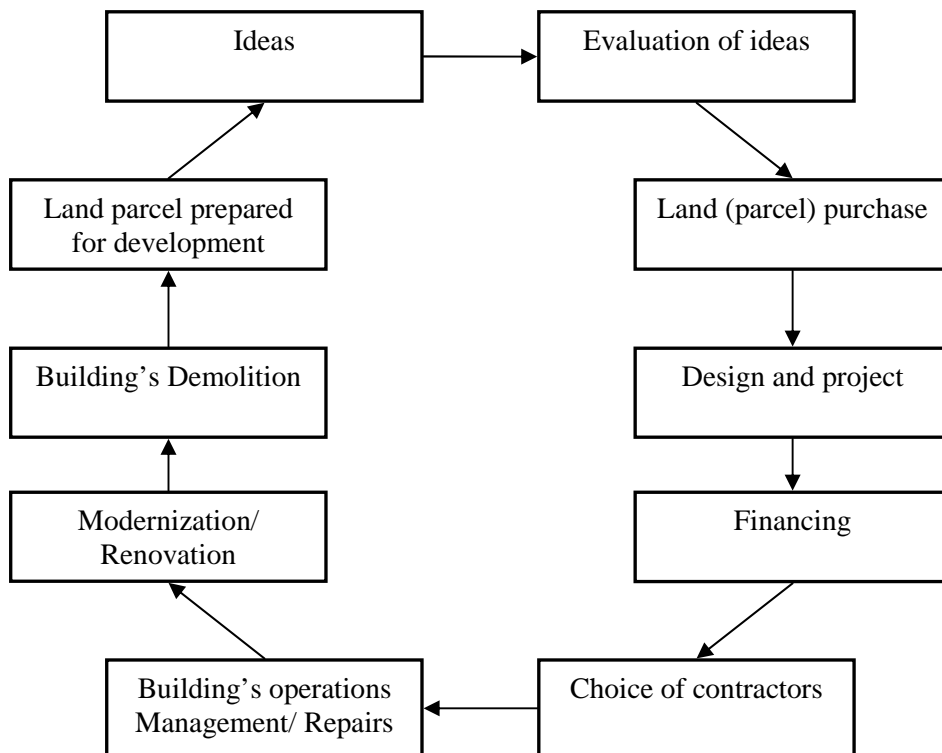 Ideas
Evaluation of ideas
Land (parcel) purchase
Design and project
Financing
Choice of contractors
Building’s operations
Management/ Repairs
Modernization/
Renovation
Building’s Demolition
Land parcel prepared
for development